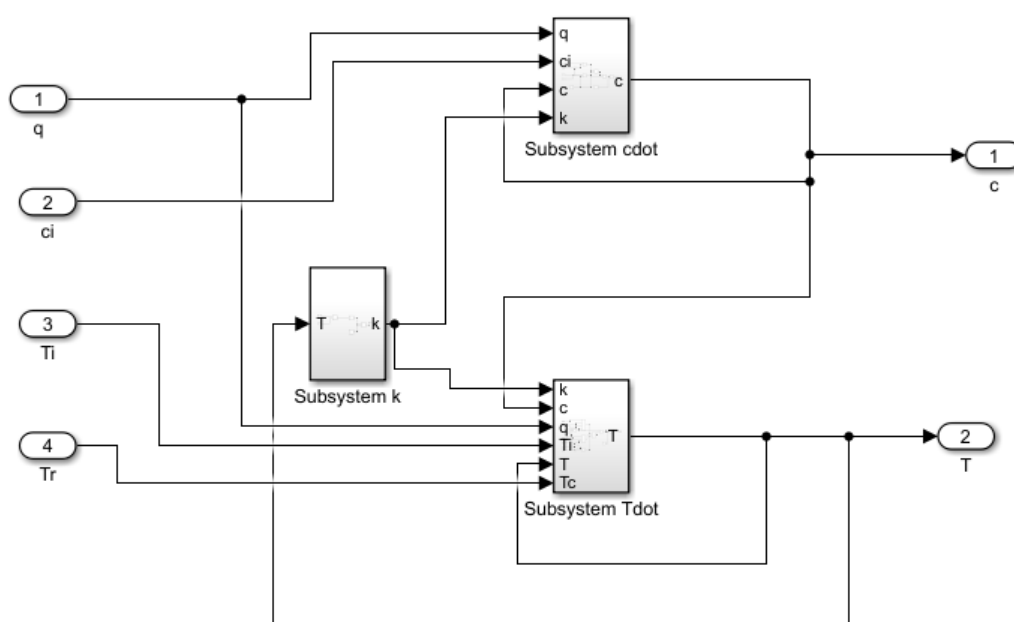 q
ci
c
k
c
Subsystem cdot
1
q
1
c
2
ci
T
k
Subsystem k
3
Ti
k
c
q
Ti
T
Tc
T
Subsystem Tdot
4
Tr
2
T